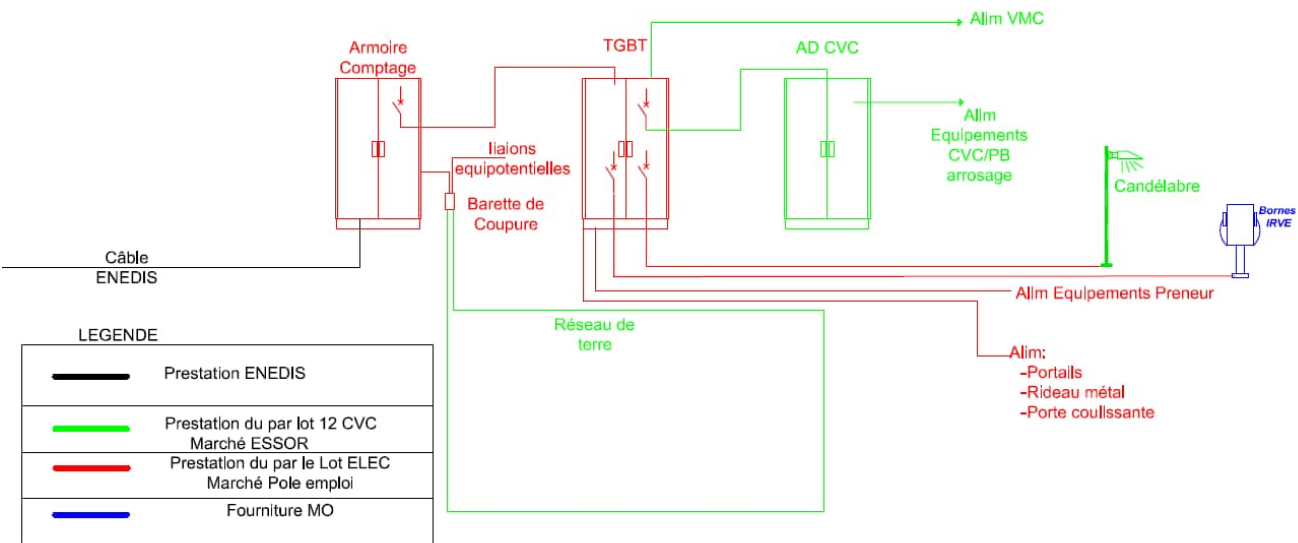 Alim VMC
Armoire
Comptage
TGBT
AD CVC
Alim
Equipements
CVC/PB
arrosage
liaions
equipotentielles
Barette de
Coupure
Candélabre
Bornes
IRVE
Câble
ENEDIS
Alim Equipements Preneur
Réseau de
terre
Alim:
-Portails
-Rideau métal
-Porte coulissante
LEGENDE
Prestation ENEDIS
Prestation du par lot 12 CVC
Marché ESSOR
Prestation du par le Lot ELEC
Marché Pole emploi
Fourniture MO